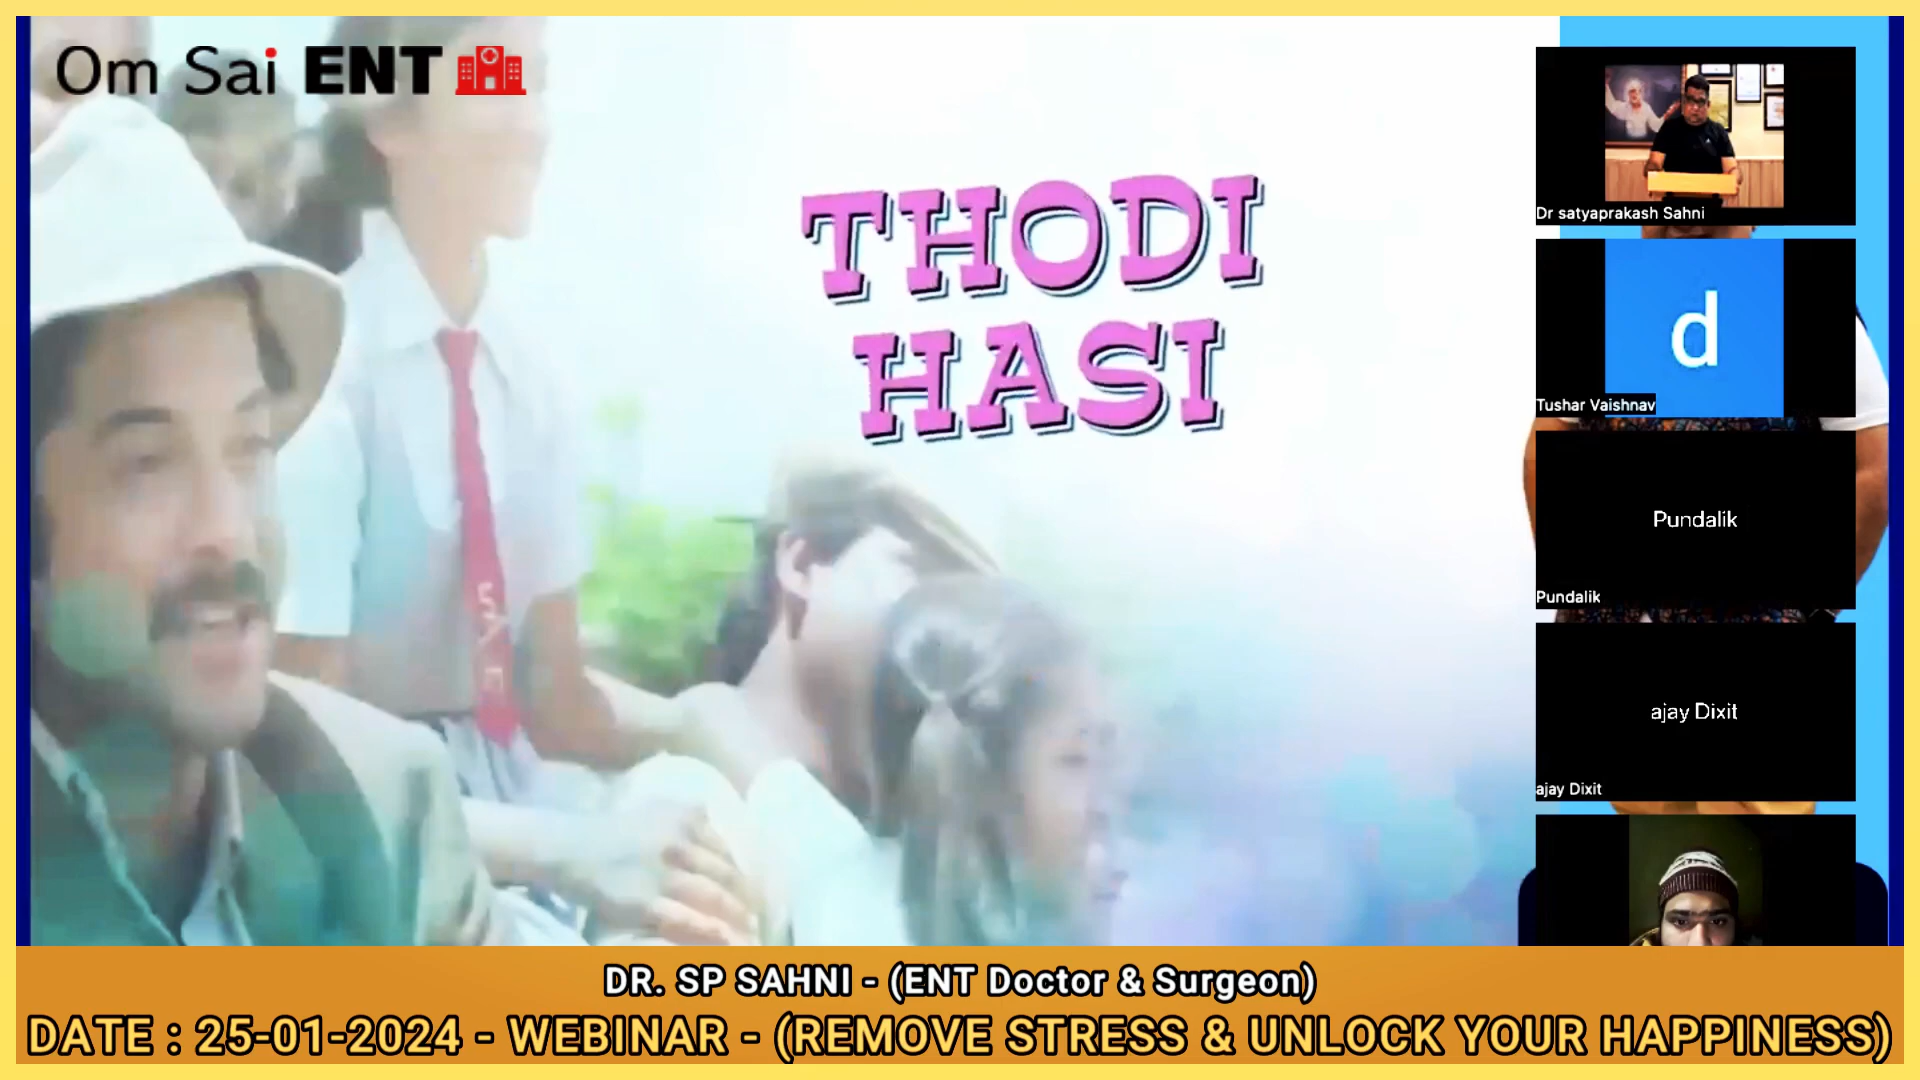 Om Sai ENT
THODI
HASI
Dr satyaprakash Sahni
d
Tushar Vaishnav
Pundalik
Pundalik
ajay Dixit
ajay Dixit
DR. SP SAHNI - (ENT Doctor & Surgeon)
DATE : 25-01-2024 - WEBINAR - (REMOVE STRESS & UNLOCK YOUR HAPPINESS)